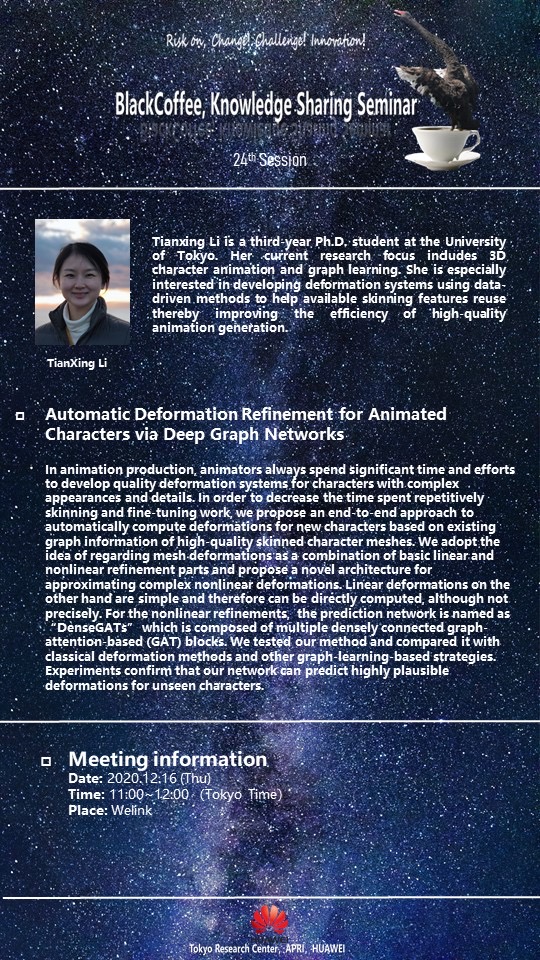 Risk on, Change! Challenge! Innovation!
BlackCoffee, Knowledge Sharing Seminar
24th Session
Tianxing Li is a third-year Ph.D. student at the University
of Tokyo. Her current research focus includes 3D
character animation and graph learning. She is especially
interested in developing deformation systems using data-
driven methods to help available skinning features reuse
thereby improving the efficiency of high-quality
animation generation.
TianXing Li
Automatic Deformation Refinement for Animated
Characters via Deep Graph Networks
In animation production, animators always spend significant time and efforts
to develop quality deformation systems for characters with complex
appearances and details. In order to decrease the time spent repetitively
skinning and fine-tuning work, we propose an end-to-end approach to
automatically compute deformations for new characters based on existing
graph information of high-quality skinned character meshes. We adopt the
idea of regarding mesh deformations as a combination of basic linear and
nonlinear refinement parts and propose a novel architecture for
approximating complex nonlinear deformations. Linear deformations on the
other hand are simple and therefore can be directly computed, although not
precisely. For the nonlinear refinements, the prediction network is named as
“DenseGATs” which is composed of multiple densely connected graph-
attention-based (GAT) blocks. We tested our method and compared it with
classical deformation methods and other graph-learning-based strategies.
Experiments confirm that our network can predict highly plausible
deformations for unseen characters.
Meeting information
Date: 2020.12.16 (Thu)
Time: 11:00~12:00 (Tokyo Time)
Place: Welink
Tokyo Research Center, APRI, HUAWEI